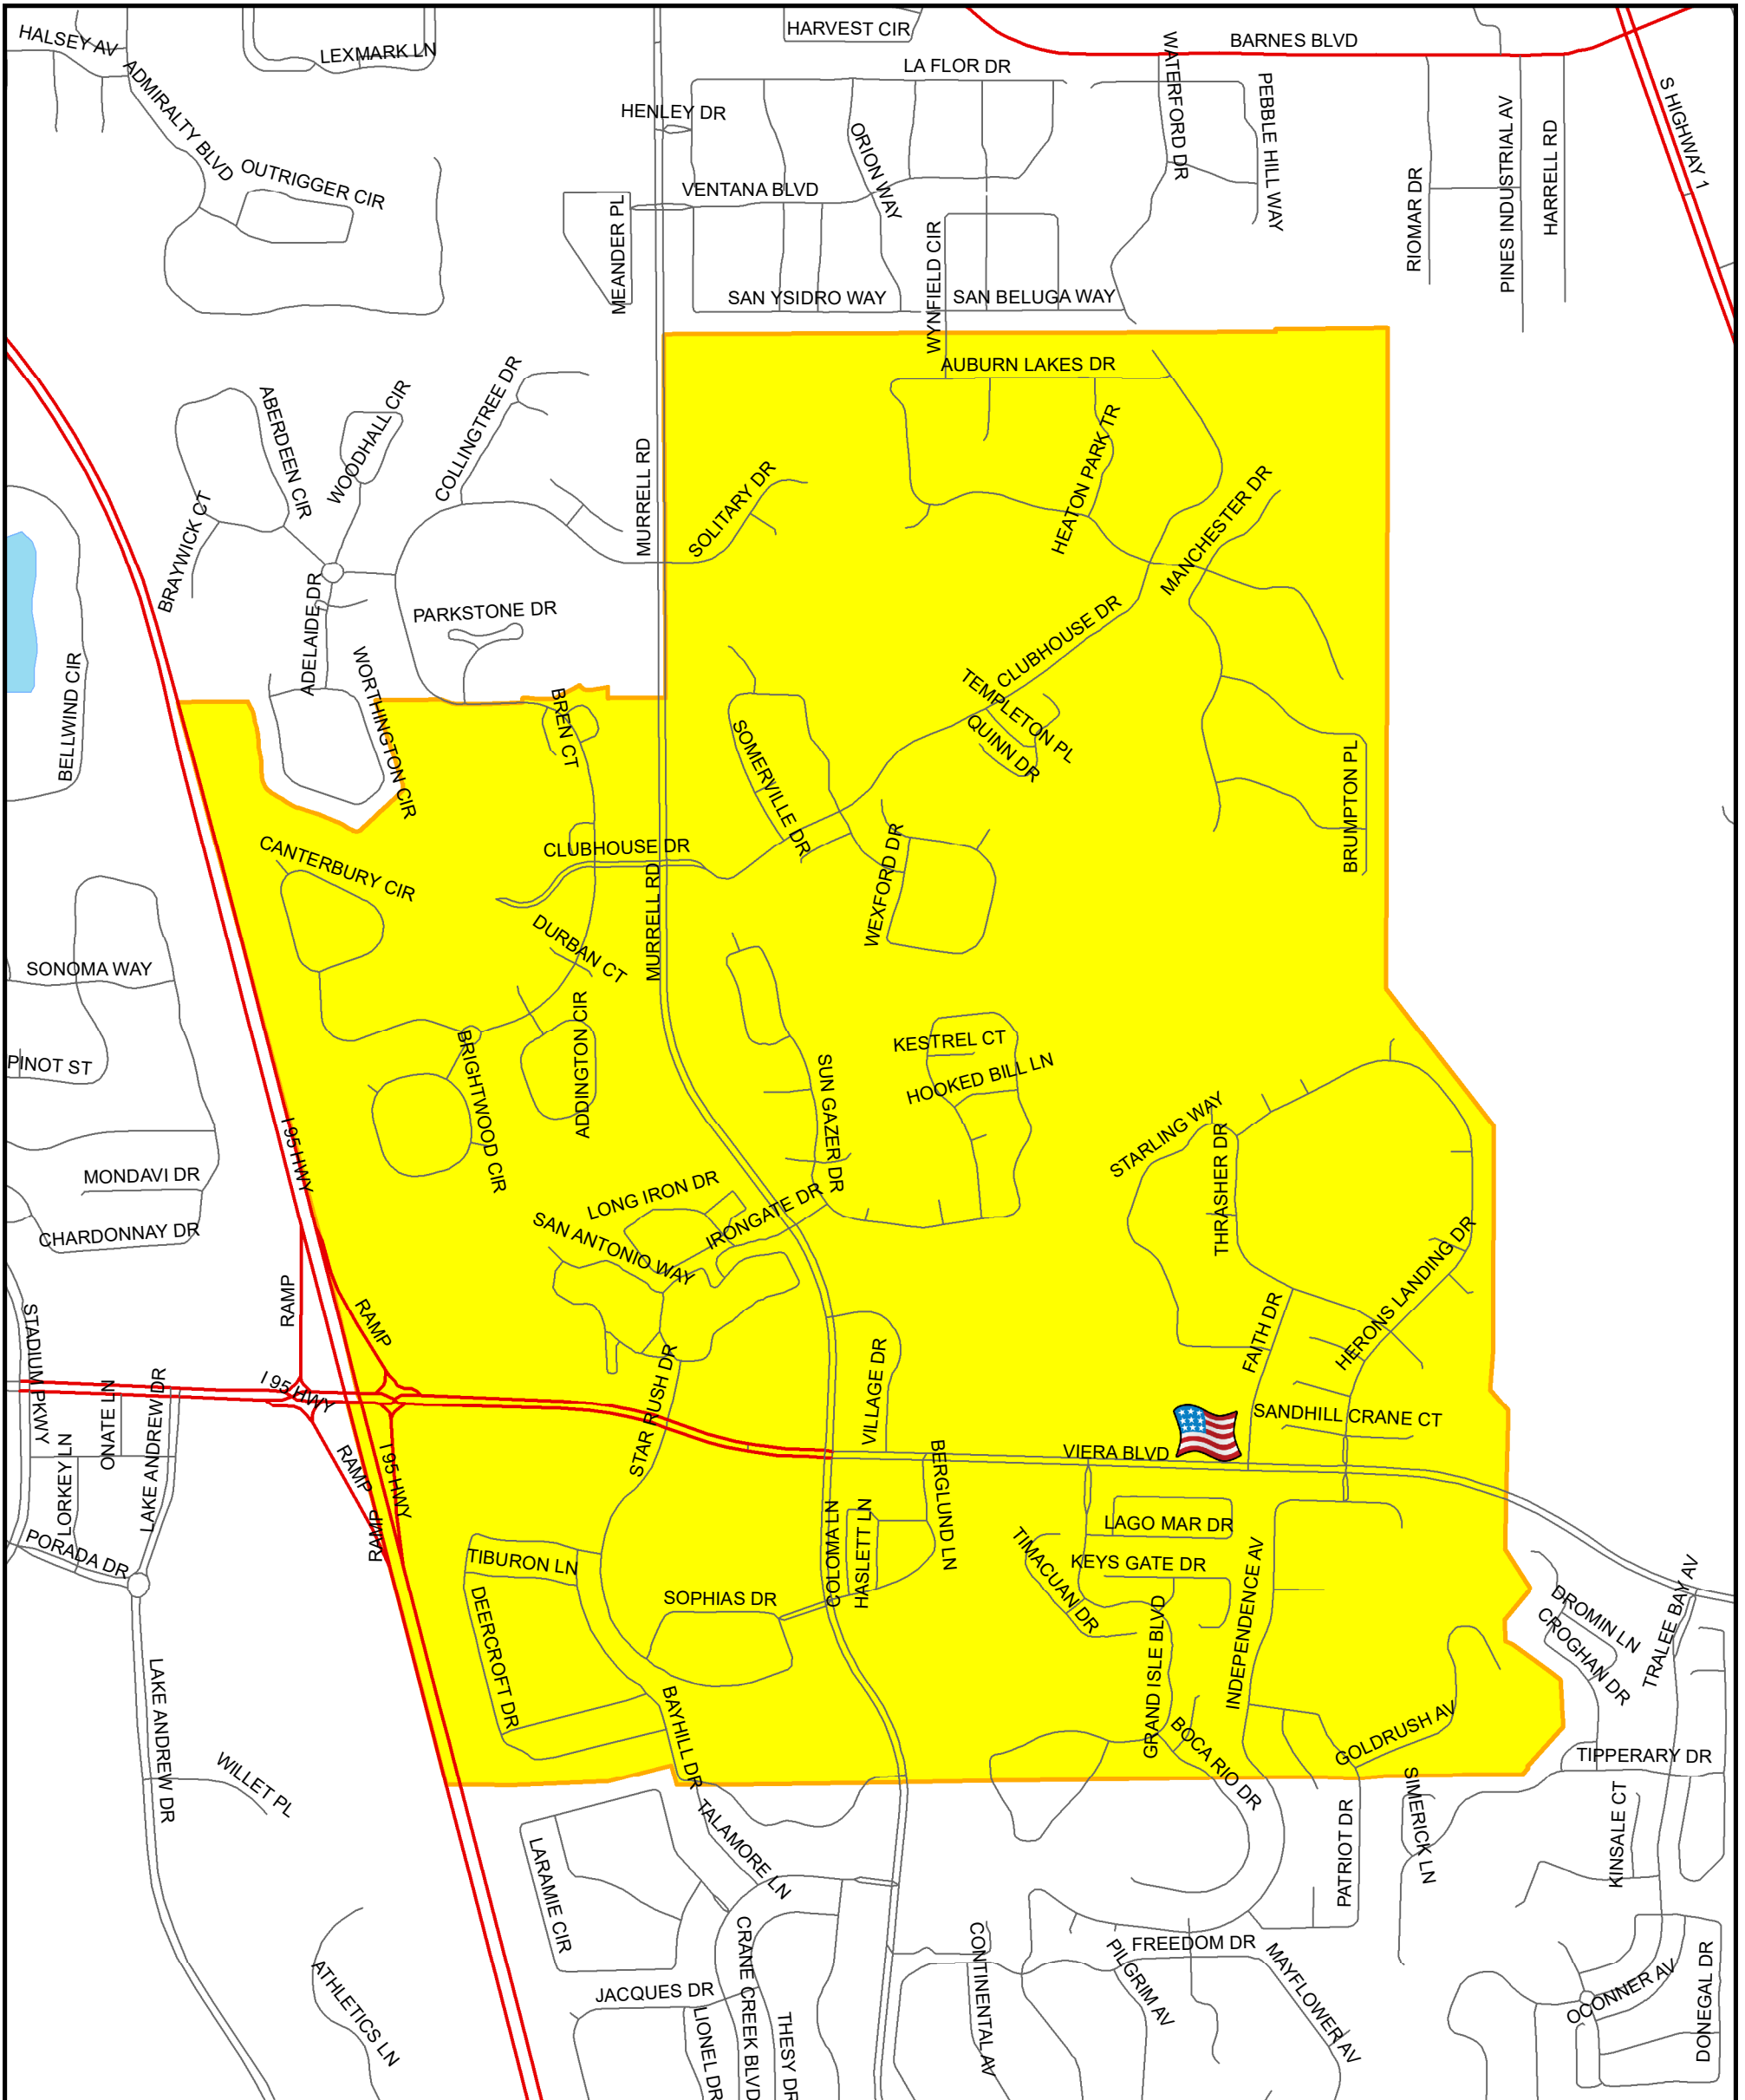 HARVEST CIR
HALSEY AV
LEXMARK LN
BARNES BLVD
LA FLOR DR
WATERFORD DR
PEBBLE HILL WAY
S HIGHWAY 1
ADMIRALTY BLVD
HENLEY DR
ORION WAY
PINES INDUSTRIAL AV
HARRELL RD
OUTRIGGER CIR
VENTANA BLVD
MEANDER PL
RIOMAR DR
WYNFIELD CIR
SAN YSIDRO WAY
SAN BELUGA WAY
AUBURN LAKES DR
ABERDEEN CIR
WOODHALL CIR
COLLINGTREE DR
HEATON PARK TR
MURRELL RD
SOLITARY DR
MANCHESTER DR
BRAYWICK CT
ADELAIDE DR
PARKSTONE DR
CLUBHOUSE DR
BELLWIND CIR
WORTHINGTON CIR
BREN CT
TEMPLETON PL
QUINN DR
SOMERVILLE DR
BRUMPTON PL
CANTERBURY CIR
CLUBHOUSE DR
WEXFORD DR
MURRELL RD
DURBAN CT
SONOMA WAY
ADDINGTON CIR
BRIGHTWOOD CIR
KESTREL CT
PINOT ST
SUN GAZER DR
HOOKED BILL LN
I 95 HWY
STARLING WAY
THRASHER DR
MONDAVI DR
LONG IRON DR
IRONGATE DR
CHARDONNAY DR
SAN ANTONIO WAY
HERONS LANDING DR
RAMP
RAMP
STADIUM PKWY
FAITH DR
VILLAGE DR
ONATE LN
LAKE ANDREW DR
I 95 HWY
STAR RUSH DR
SANDHILL CRANE CT
VIERA BLVD
LORKEY LN
RAMP
I 95 HWY
BERGLUND LN
RAMP
COLOMA LN
HASLETT LN
LAGO MAR DR
PORADA DR
TIBURON LN
TIMACUAN DR
KEYS GATE DR
INDEPENDENCE AV
SOPHIAS DR
DEERCROFT DR
GRAND ISLE BLVD
DROMIN LN
CROGHAN DR
TRALEE BAY AV
LAKE ANDREW DR
BAYHILL DR
BOCA RIO DR
GOLDRUSH AV
TIPPERARY DR
WILLET PL
TALAMORE LN
PATRIOT DR
SIMERICK LN
KINSALE CT
LARAMIE CIR
CRANE CREEK BLVD
CONTINENTAL AV
FREEDOM DR
PILGRIM AV
MAYFLOWER AV
ATHLETICS LN
JACQUES DR
LIONEL DR
THESY DR
OCONNER AV
DONEGAL DR